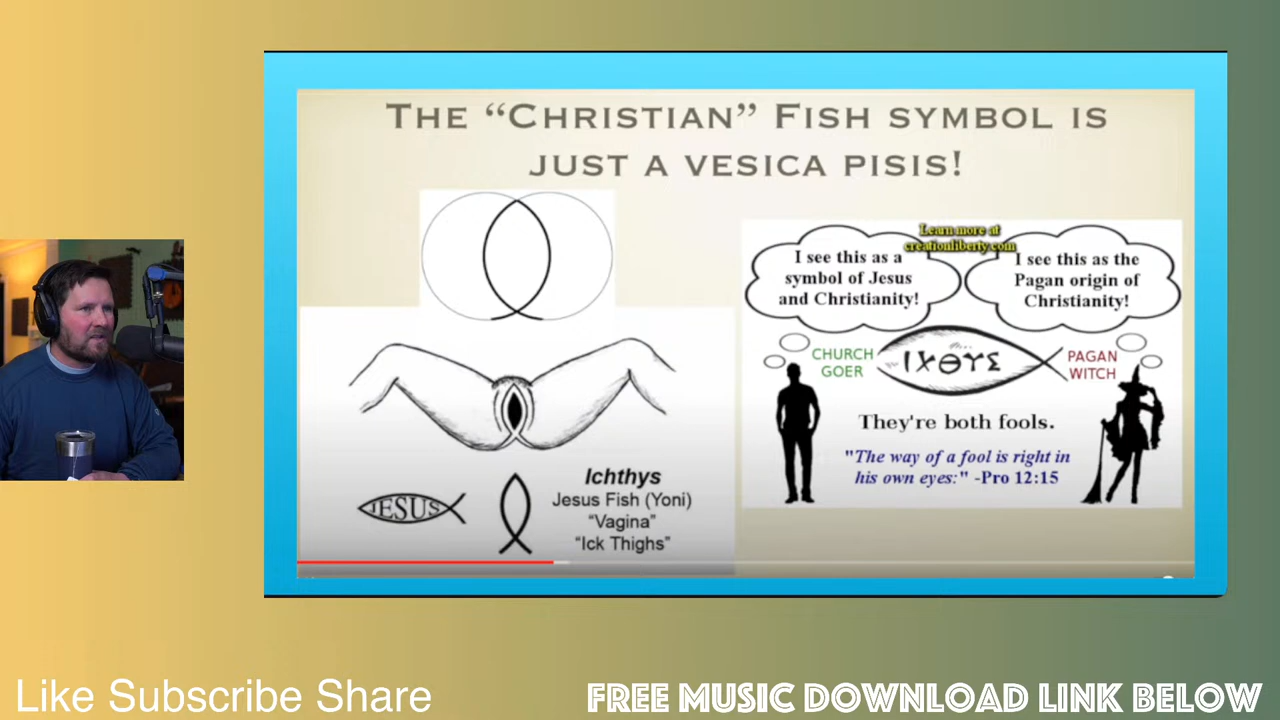 THE “CHRISTIAN” FISH SYMBOL IS
JUST A VESICA PISIS!
Learn more at
creationliberty.com
I see this as a
symbol of Jesus
and Christianity!
I see this as the
Pagan origin of
Christianity!
CHURCH
GOER
ΙΧΘΥΣ
PAGAN
WITCH
They're both fools.
"The way of a fool is right in
his own eyes:" -Pro 12:15
JESUS
Ichthys
Jesus Fish (Yoni)
“Vagina”
“Ick Thighs”
Like Subscribe Share
FREE MUSIC DOWNLOAD LINK BELOW